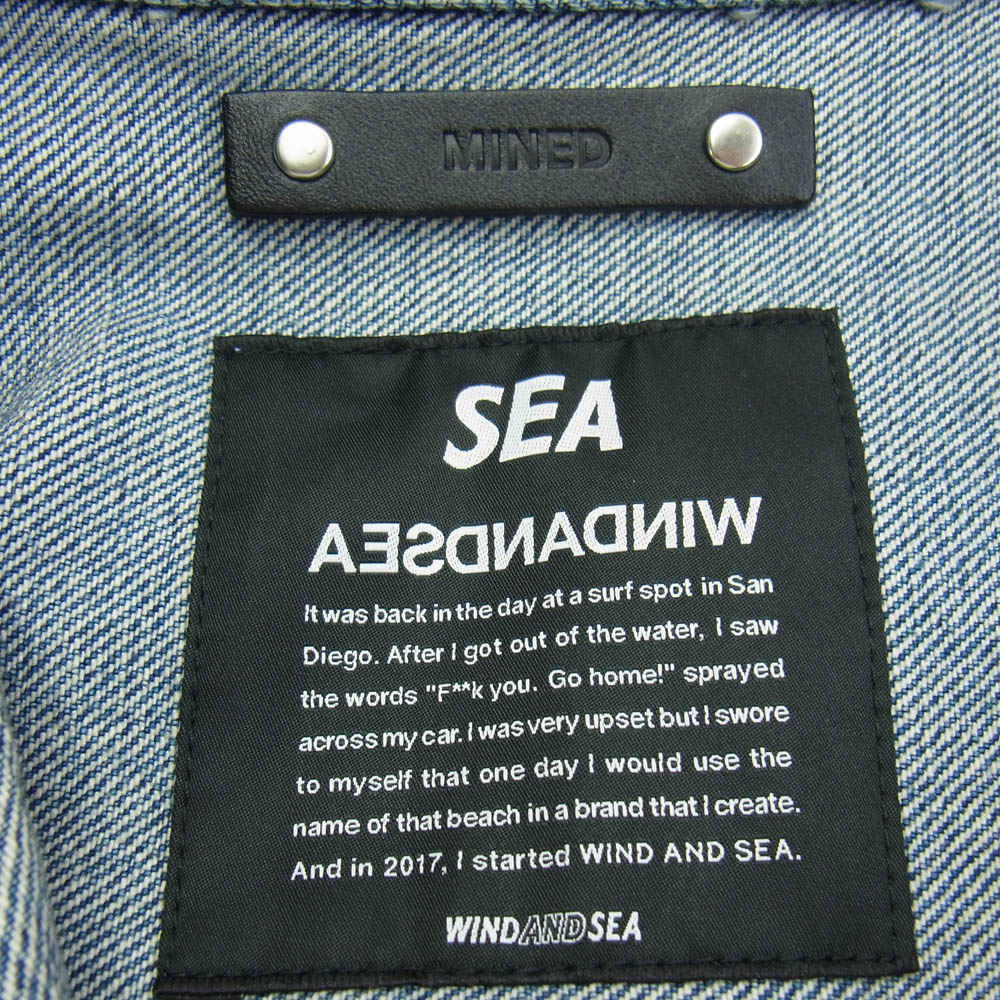 MINED
SEA
WINDANDSEA
It was back in the day at a surf spot in San
Diego. After I got out of the water, I saw
the words "F**k you. Go home!" sprayed
across my car. I was very upset but I swore
to myself that one day I would use the
name of that beach in a brand that I create.
And in 2017, I started WIND AND SEA.
WINDANDSEA